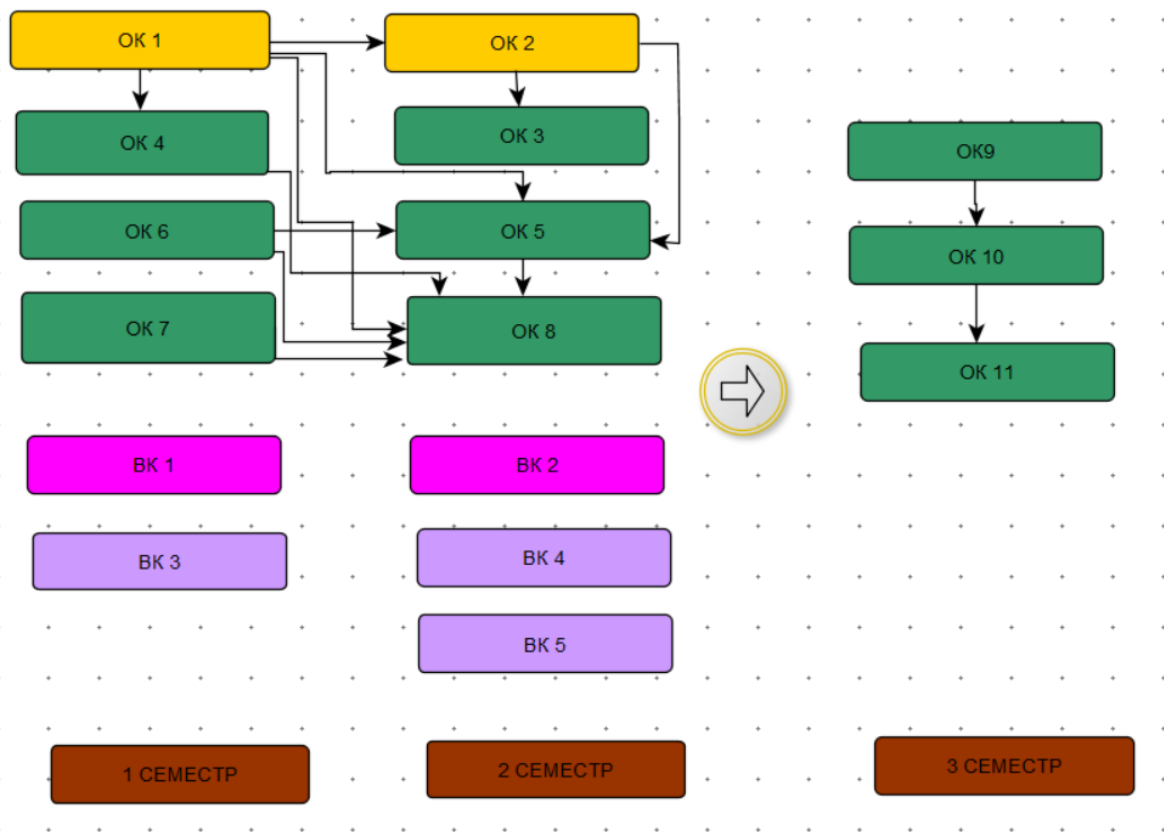 ОК 1
ОК 2
ОК 4
ОК 3
ОК9
ОК 6
ОК 5
ОК 10
ОК 7
ОК 8
ОК 11
ВК 1
ВК 2
ВК 3
ВК 4
ВК 5
1 СЕМЕСТР
2 СЕМЕСТР
3 СЕМЕСТР